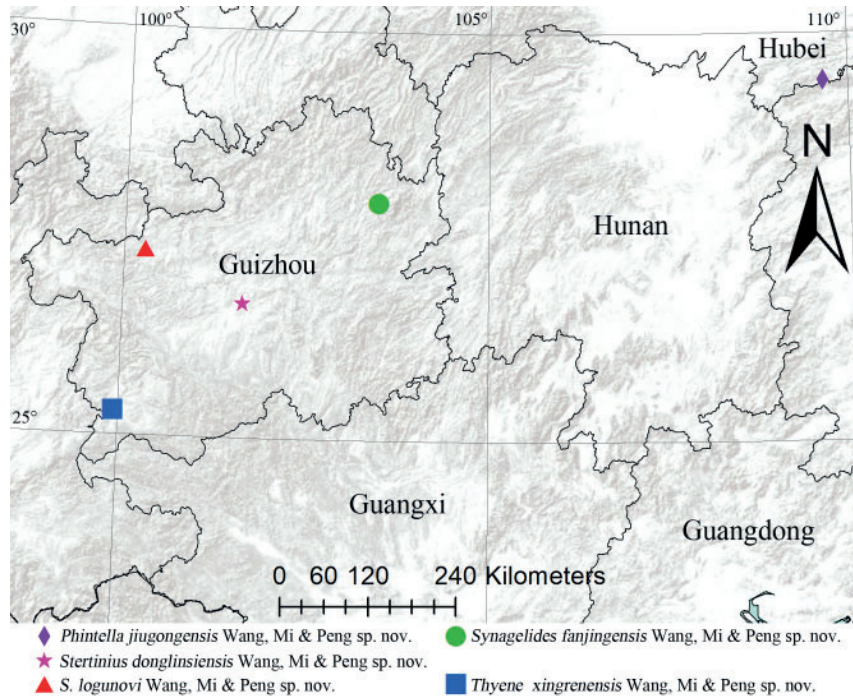 30° 100° 105° 110°
Hubei
N
Hunan
Guizhou
25°
Guangxi
Guangdong
0 60 120 240 Kilometers
Phintella jiugongensis Wang, Mi & Peng sp. nov.
Synagelides fanjingensis Wang, Mi & Peng sp. nov.
Stertinius donglinsiensis Wang, Mi & Peng sp. nov.
S. logunovi Wang, Mi & Peng sp. nov.
Thyene xingrenensis Wang, Mi & Peng sp. nov.